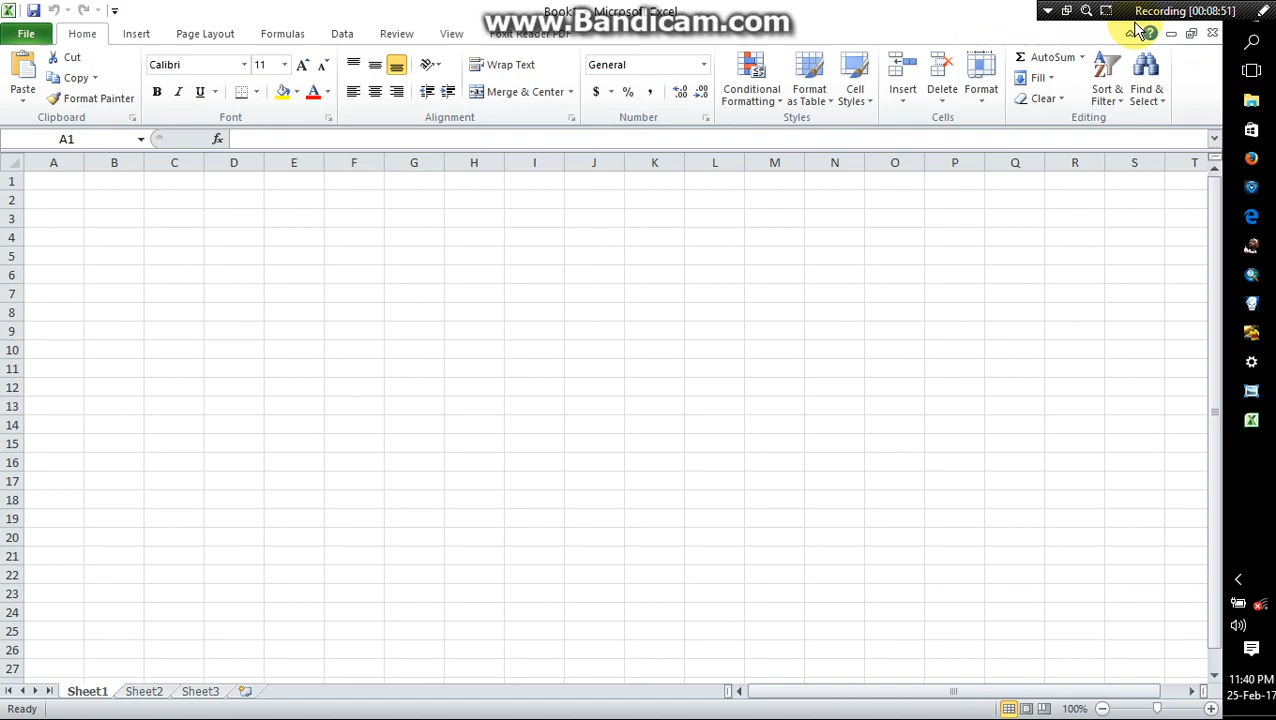 Book1 - Microsoft Excel
www.Bandicam.com
Recording [00:08:51]
File Home Insert Page Layout Formulas Data Review View Foxit Reader PDF
Paste
Cut
Copy
Format Painter
Clipboard
Calibri 11
B I U A
Font
Wrap Text
Merge & Center
Alignment
General
$ % ,
Number
Conditional Formatting
Format as Table
Cell Styles
Styles
Insert
Delete
Format
Cells
Σ AutoSum
Fill
Clear
Sort & Filter
Find & Select
Editing
A1 fx
A B C D E F G H I J K L M N O P Q R S T
1
2
3
4
5
6
7
8
9
10
11
12
13
14
15
16
17
18
19
20
21
22
23
24
25
26
27
Sheet1 Sheet2 Sheet3
Ready
100%
11:40 PM
25-Feb-17